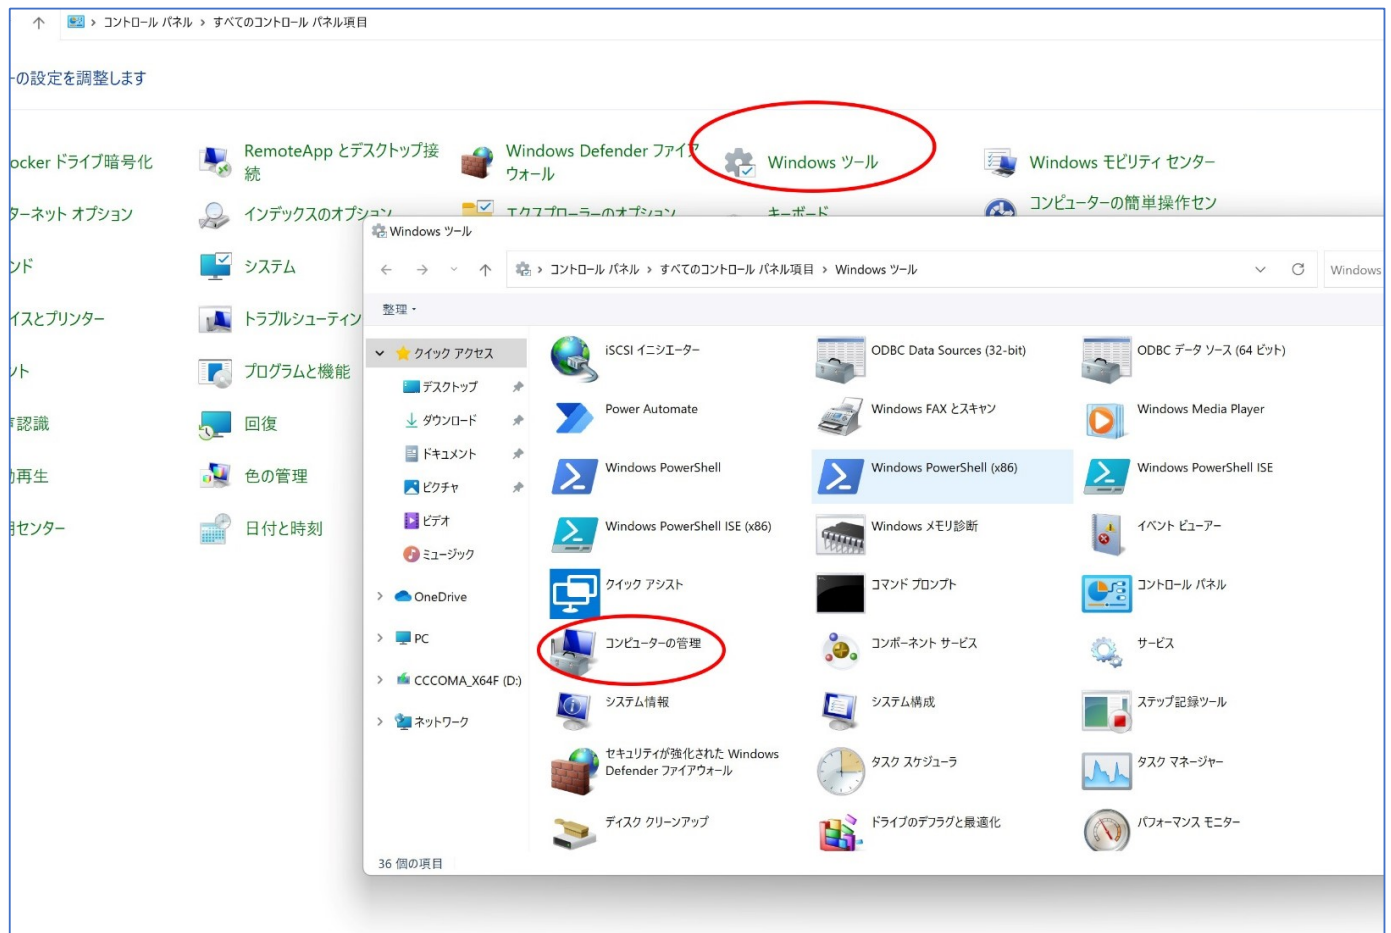 コントロール パネル › すべてのコントロール パネル項目
の設定を調整します
ocker ドライブ暗号化
RemoteApp とデスクトップ接続
Windows Defender ファイアウォール
Windows ツール
Windows モビリティ センター
ターネット オプション
インデックスのオプション
エクスプローラーのオプション
キーボード
コンピューターの簡単操作セン
ンド
システム
イスとプリンター
トラブルシューティン
ント
プログラムと機能
認識
回復
再生
色の管理
センター
日付と時刻
Windows ツール
コントロール パネル › すべてのコントロール パネル項目 › Windows ツール
Windows
整理
クイック アクセス
デスクトップ
ダウンロード
ドキュメント
ピクチャ
ビデオ
ミュージック
OneDrive
PC
CCCOMA_X64F (D:)
ネットワーク
iSCSI イニシエーター
ODBC Data Sources (32-bit)
ODBC データ ソース (64 ビット)
Power Automate
Windows FAX とスキャン
Windows Media Player
Windows PowerShell
Windows PowerShell (x86)
Windows PowerShell ISE
Windows PowerShell ISE (x86)
Windows メモリ診断
イベント ビューアー
クイック アシスト
コマンド プロンプト
コントロール パネル
コンピューターの管理
コンポーネント サービス
サービス
システム情報
システム構成
ステップ記録ツール
セキュリティが強化された Windows
Defender ファイアウォール
タスク スケジューラ
タスク マネージャー
ディスク クリーンアップ
ドライブのデフラグと最適化
パフォーマンス モニター
36 個の項目